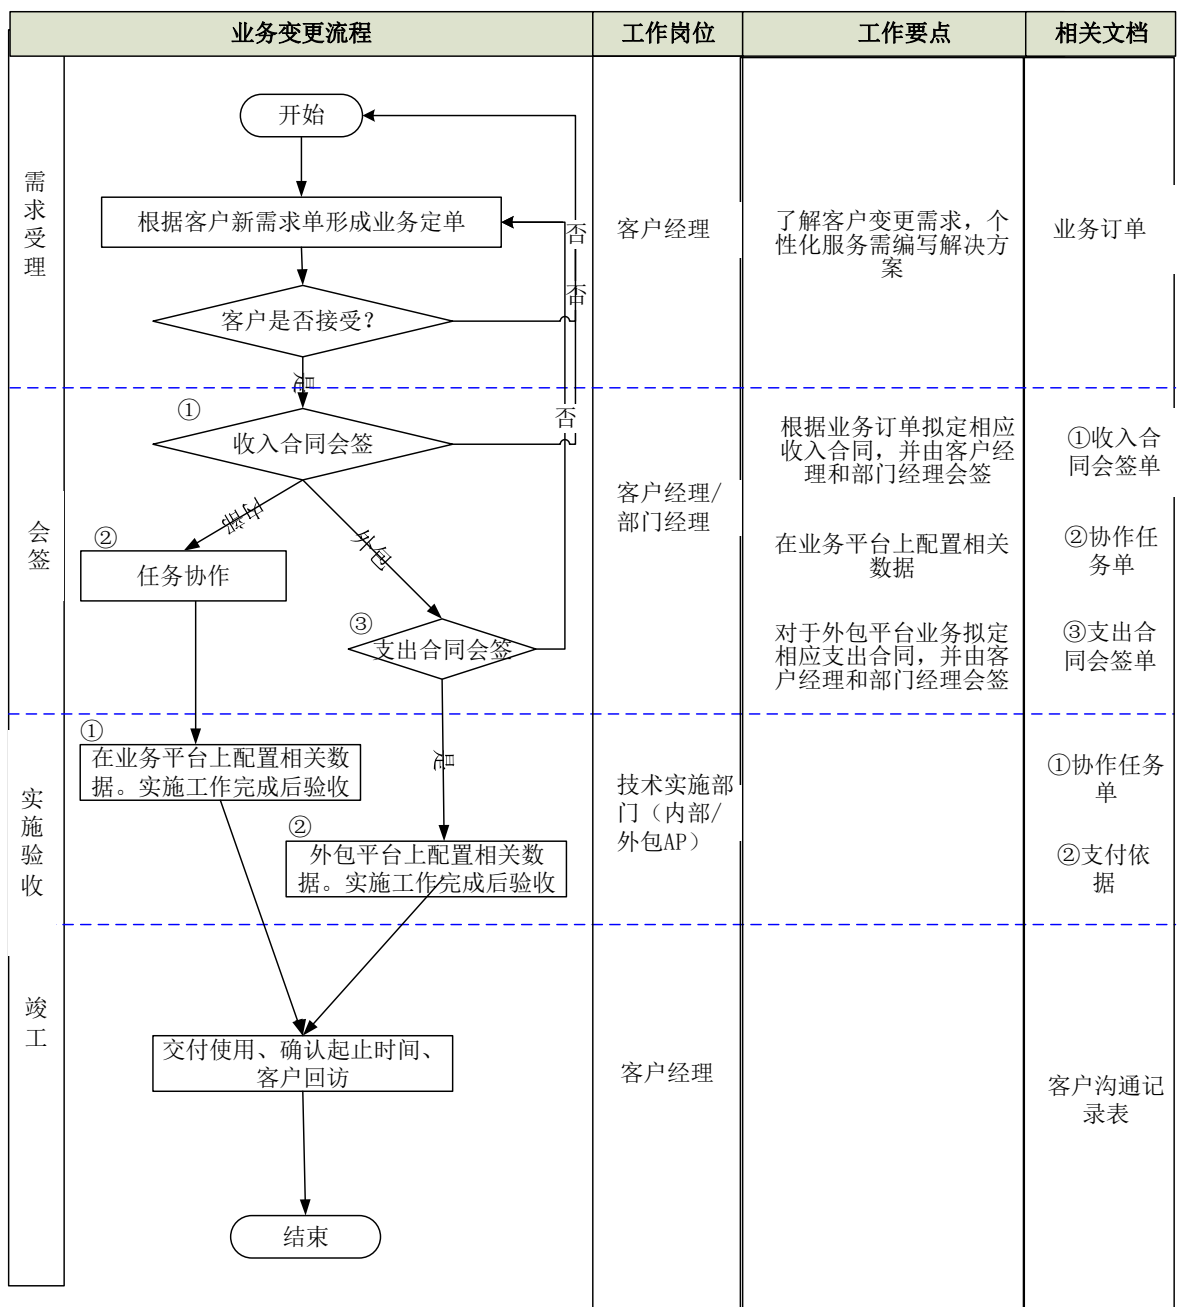 业务变更流程
工作岗位
工作要点
相关文档
需
求
受
理
开始
根据客户新需求单形成业务定单
否
否
客户是否接受？
是
客户经理
了解客户变更需求，个
性化服务需编写解决方
案
业务订单
会
签
①
收入合同会签
否
内部
外包
②
任务协作
③
支出合同会签
客户经理/
部门经理
根据业务订单拟定相应
收入合同，并由客户经
理和部门经理会签
在业务平台上配置相关
数据
对于外包平台业务拟定
相应支出合同，并由客
户经理和部门经理会签
①收入合
同会签单
②协作任
务单
③支出合
同会签单
实
施
验
收
①
在业务平台上配置相关数
据。实施工作完成后验收
是
②
外包平台上配置相关数
据。实施工作完成后验收
技术实施部
门（内部/
外包AP）
①协作任务
单
②支付依
据
竣
工
交付使用、确认起止时间、
客户回访
结束
客户经理
客户沟通记
录表